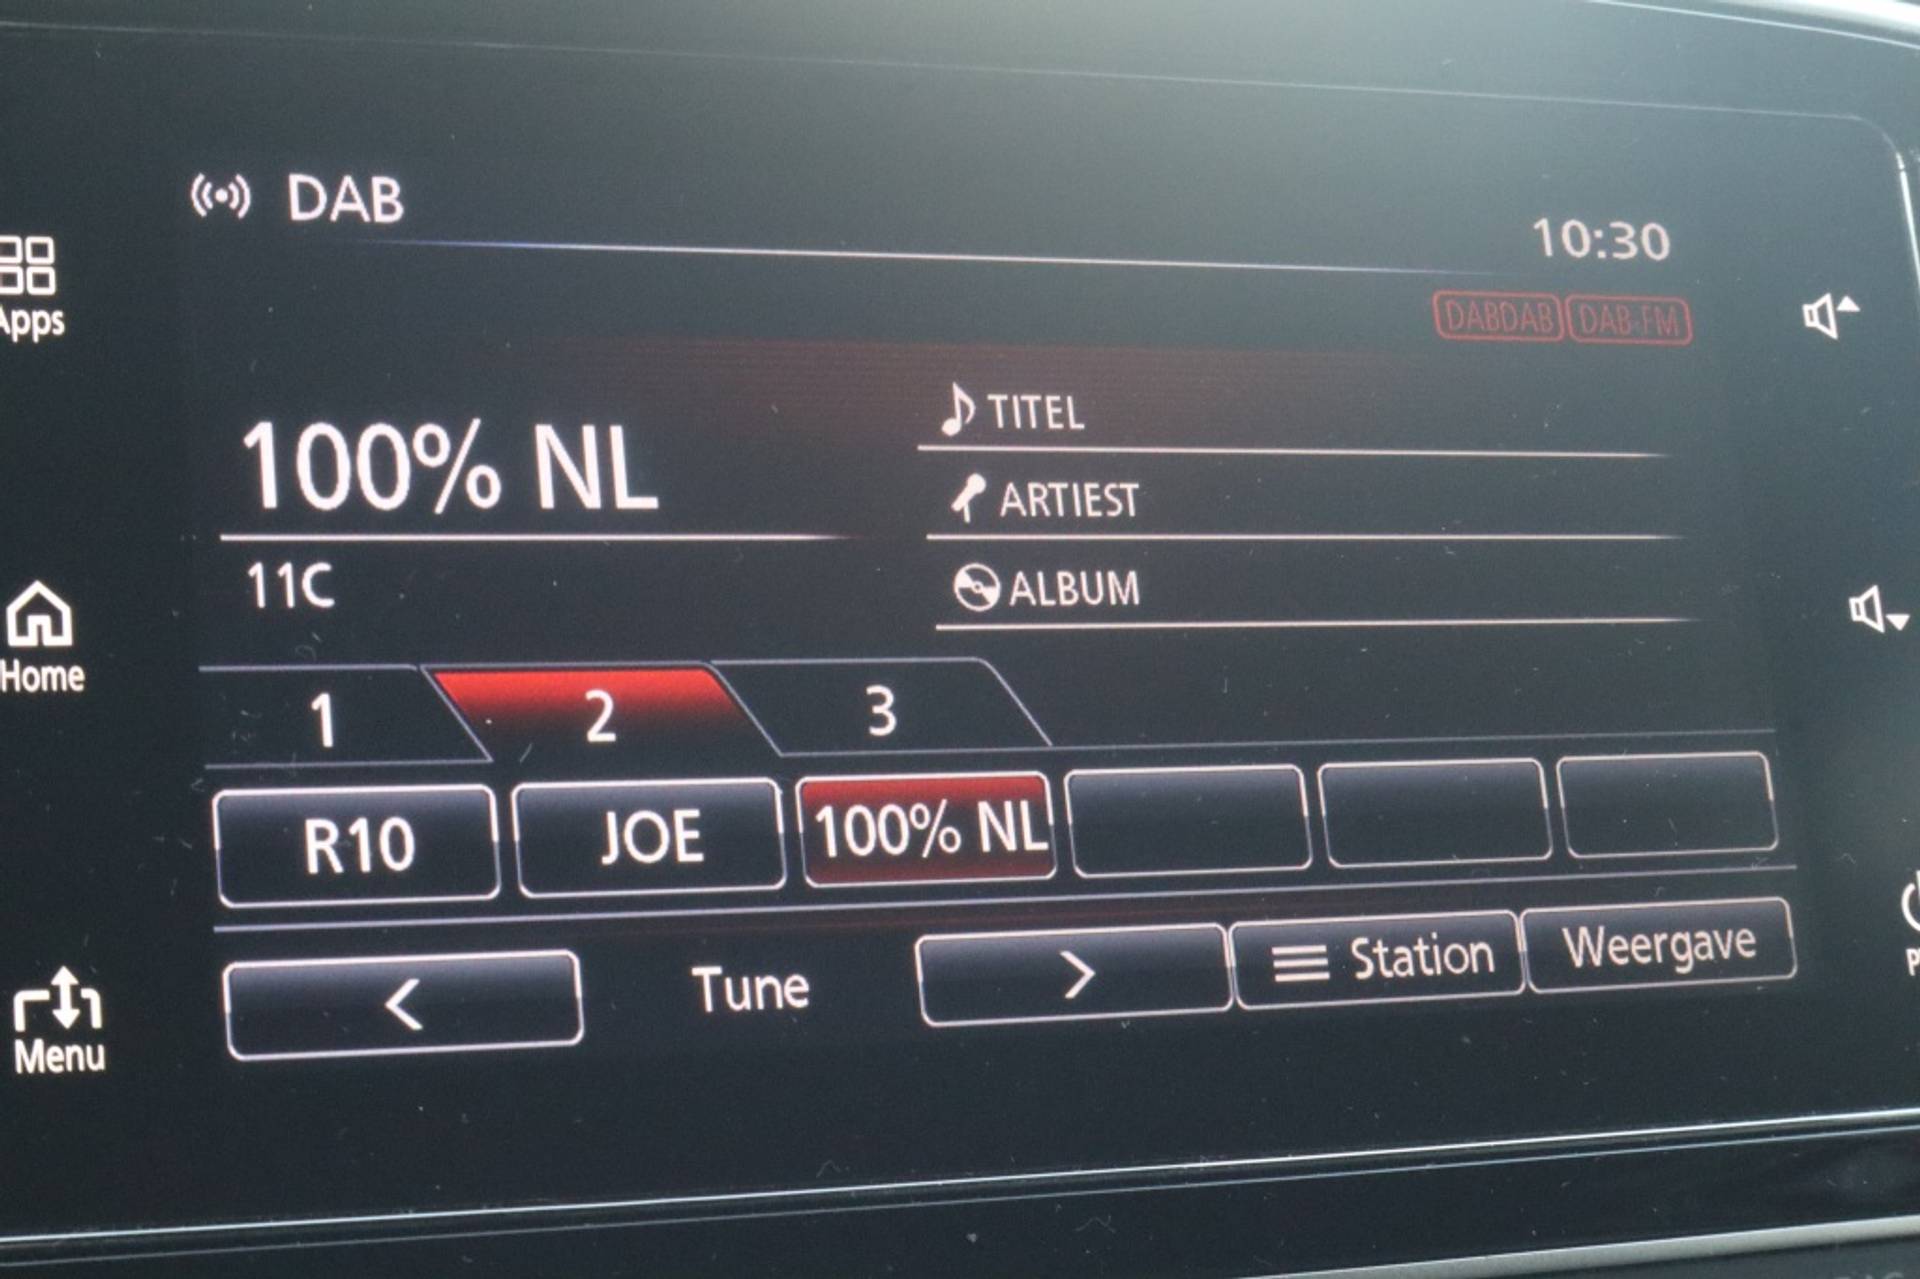 DAB
10:30
Apps
DABDAB DAB-FM
100% NL
TITEL
ARTIEST
11C
ALBUM
Home
1 2 3
R10 JOE 100% NL
< Tune > Station Weergave
Menu